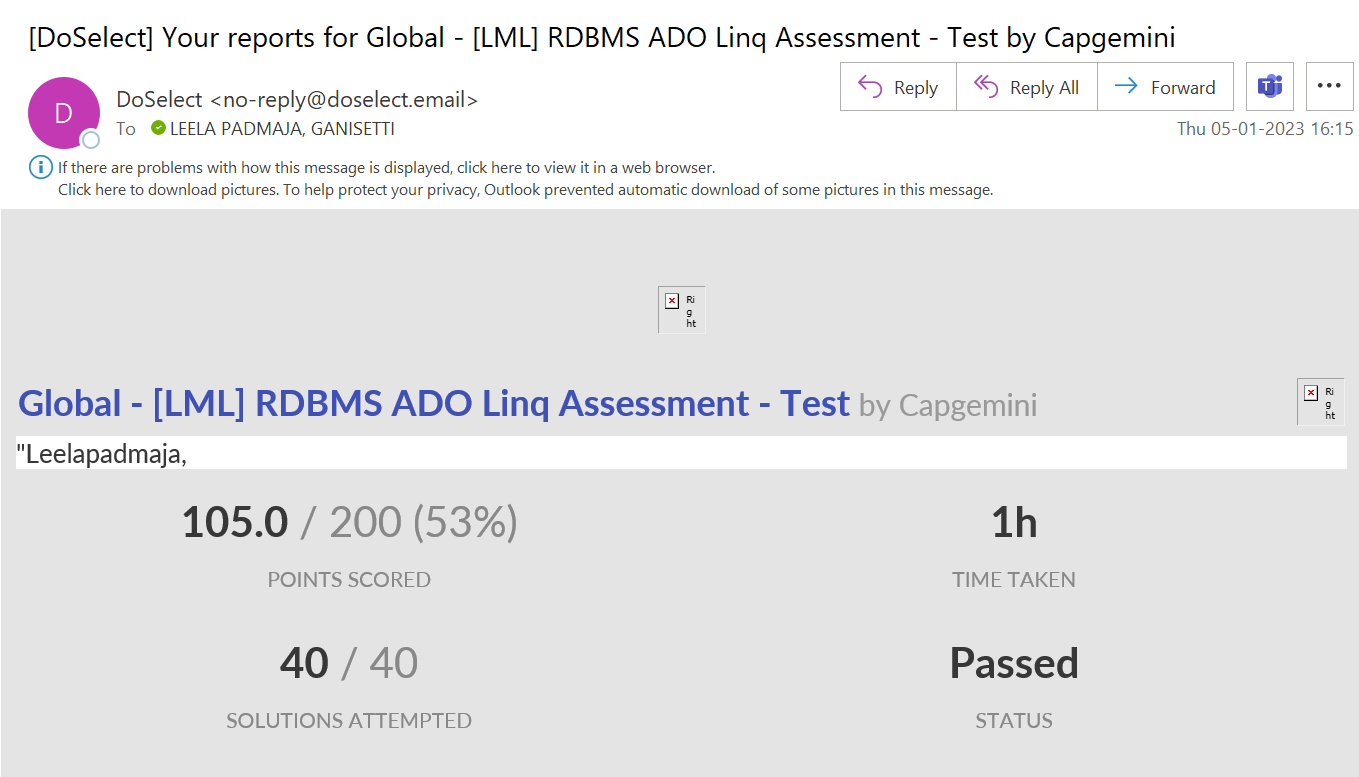 [DoSelect] Your reports for Global - [LML] RDBMS ADO Linq Assessment - Test by Capgemini
D
DoSelect <no-reply@doselect.email>
Reply
Reply All
Forward
To LEELA PADMAJA, GANISETTI
Thu 05-01-2023 16:15
If there are problems with how this message is displayed, click here to view it in a web browser.
Click here to download pictures. To help protect your privacy, Outlook prevented automatic download of some pictures in this message.
Ri
g
ht
Global - [LML] RDBMS ADO Linq Assessment - Test by Capgemini
Ri
g
ht
"Leelapadmaja,
105.0 / 200 (53%)
1h
POINTS SCORED
TIME TAKEN
40 / 40
Passed
SOLUTIONS ATTEMPTED
STATUS